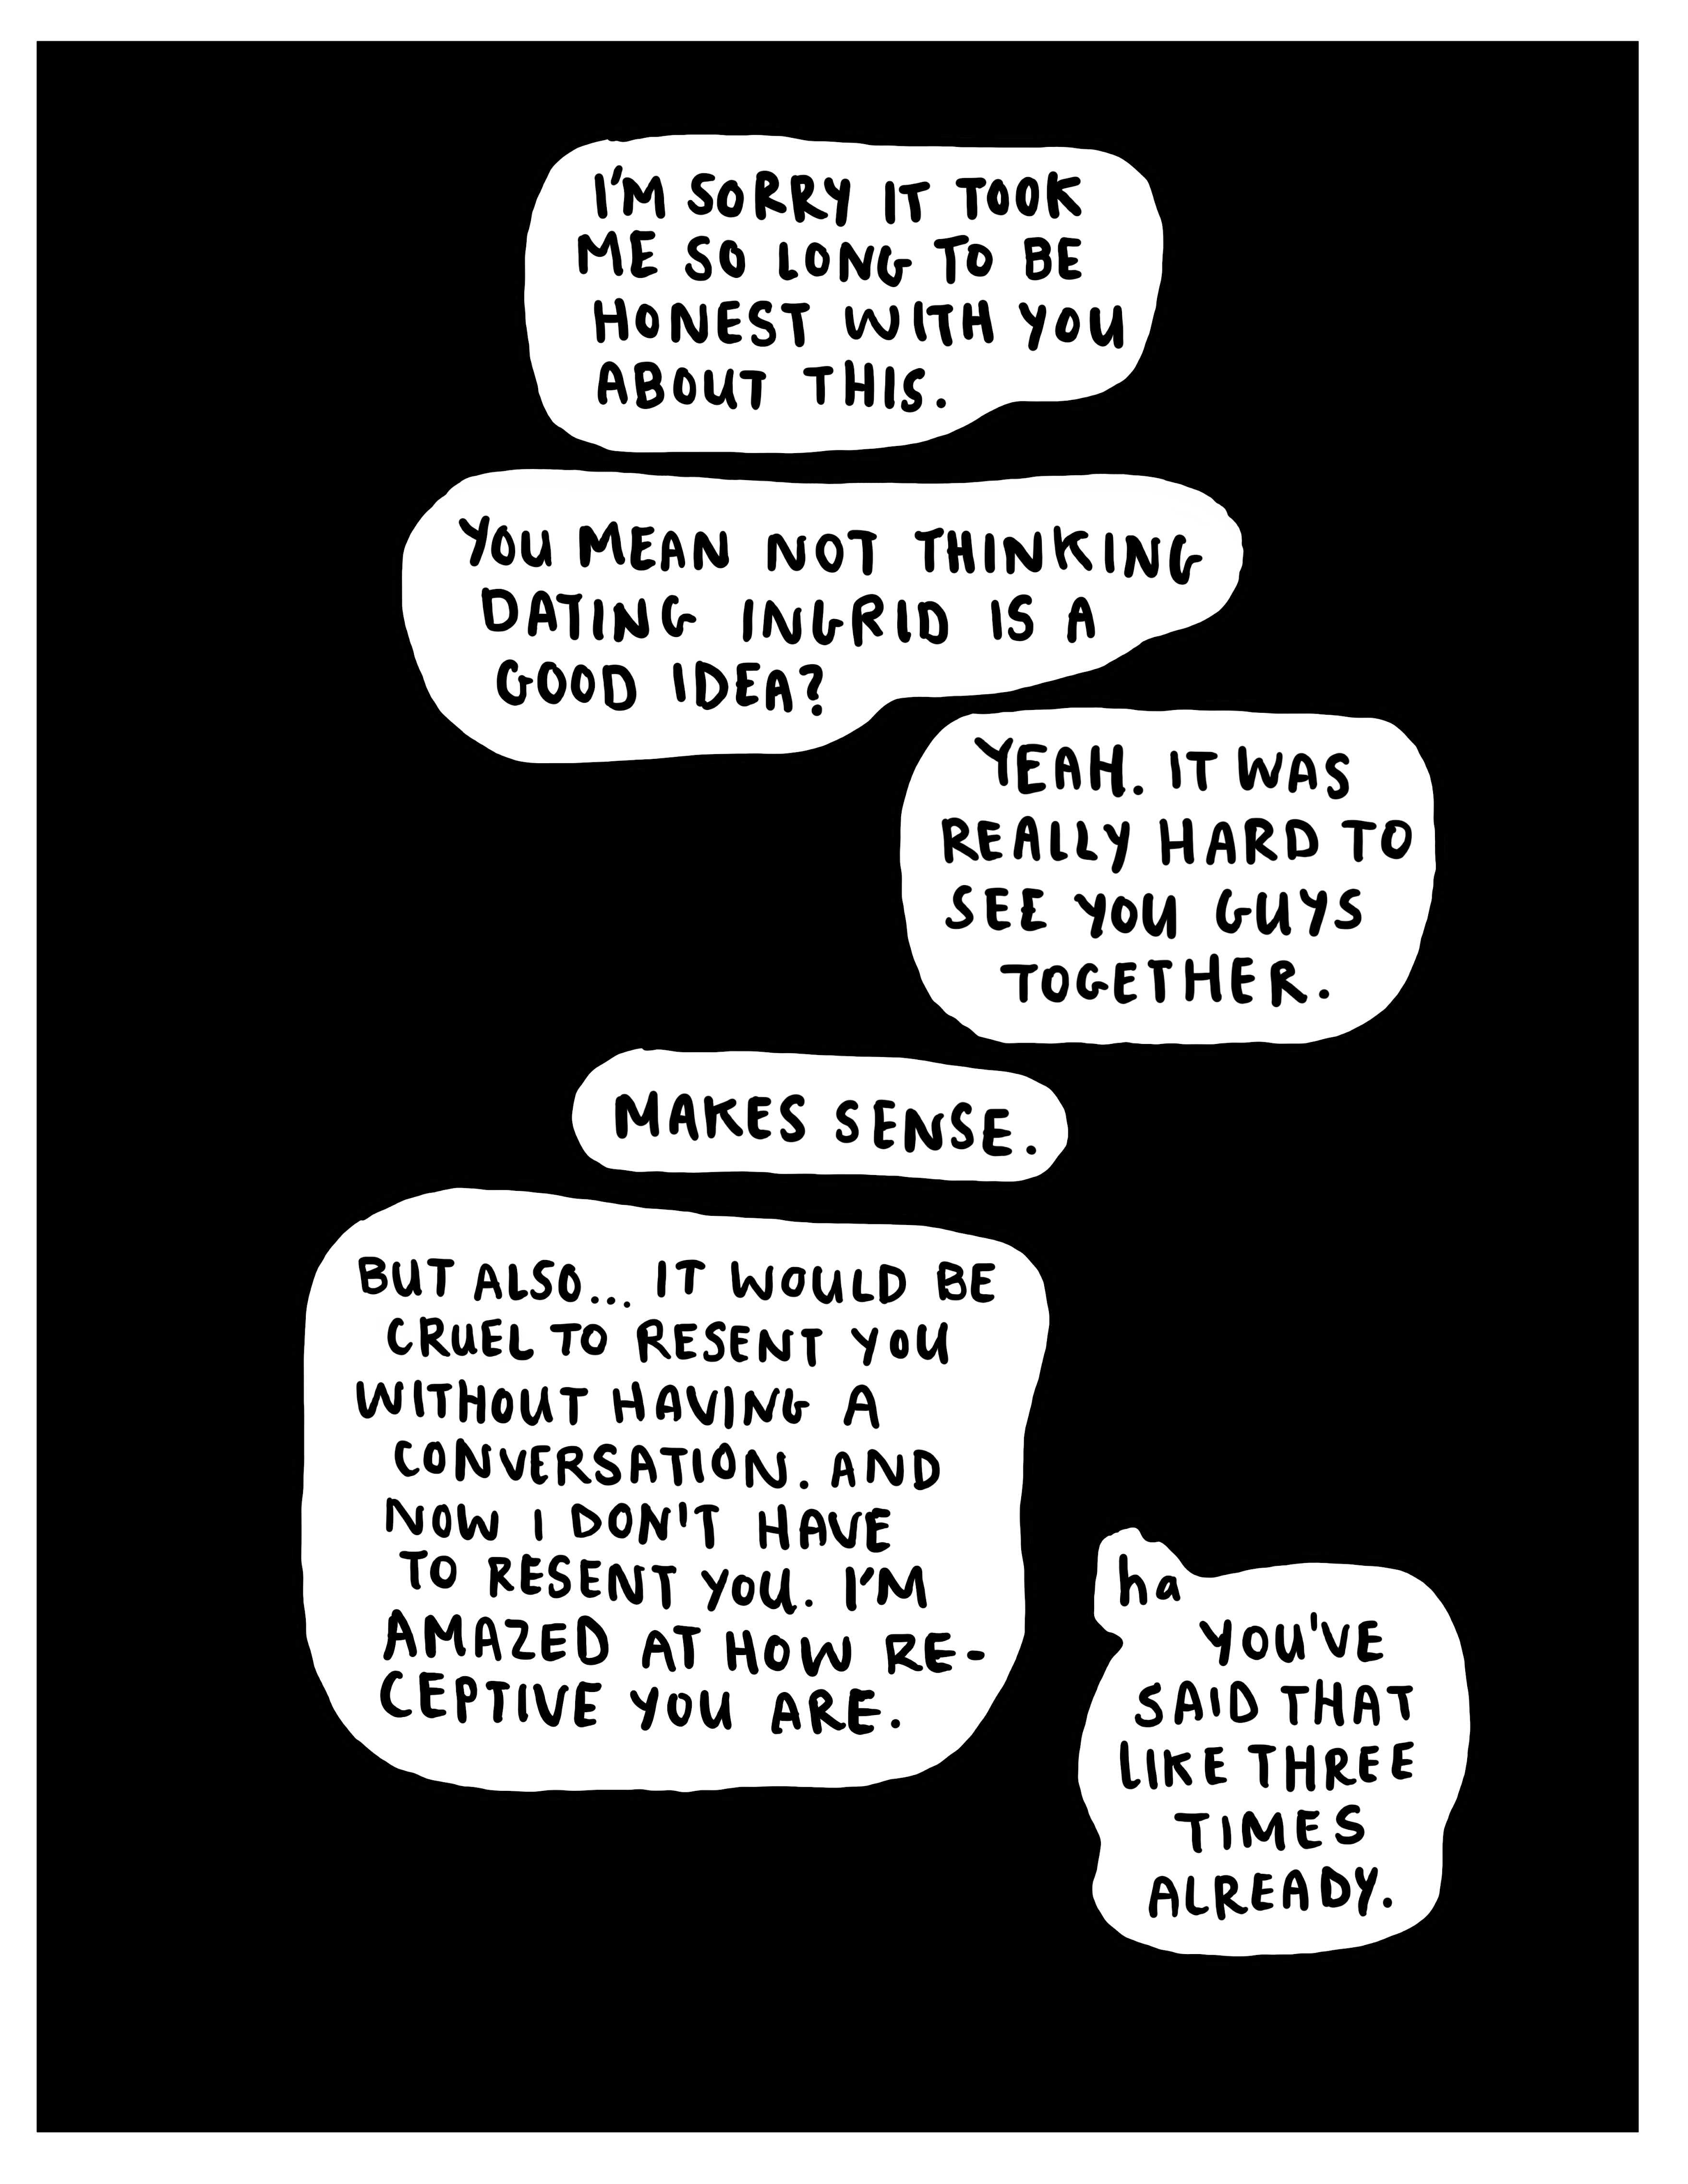 I'M SORRY IT TOOK
ME SO LONG TO BE
HONEST WITH YOU
ABOUT THIS.
YOU MEAN NOT THINKING
DATING INGRID IS A
GOOD IDEA?
YEAH. IT WAS
REALLY HARD TO
SEE YOU GUYS
TOGETHER.
MAKES SENSE.
BUT ALSO... IT WOULD BE
CRUEL TO RESENT YOU
WITHOUT HAVING A
CONVERSATION. AND
NOW I DON'T HAVE
TO RESENT YOU. I'M
AMAZED AT HOW RE-
CEPTIVE YOU ARE.
ha
YOU'VE
SAID THAT
LIKE THREE
TIMES
ALREADY.